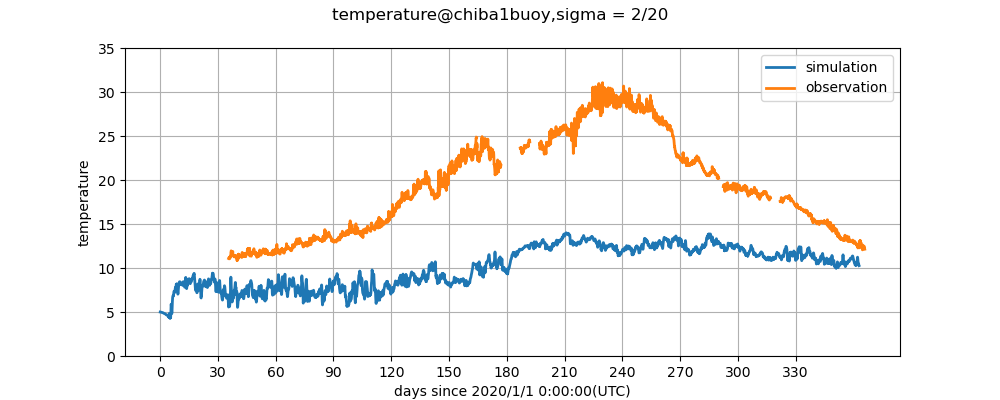 temperature@chiba1buoy,sigma = 2/20
35
30
25
20
15
10
5
0
temperature
simulation
observation
0 30 60 90 120 150 180 210 240 270 300 330
days since 2020/1/1 0:00:00(UTC)